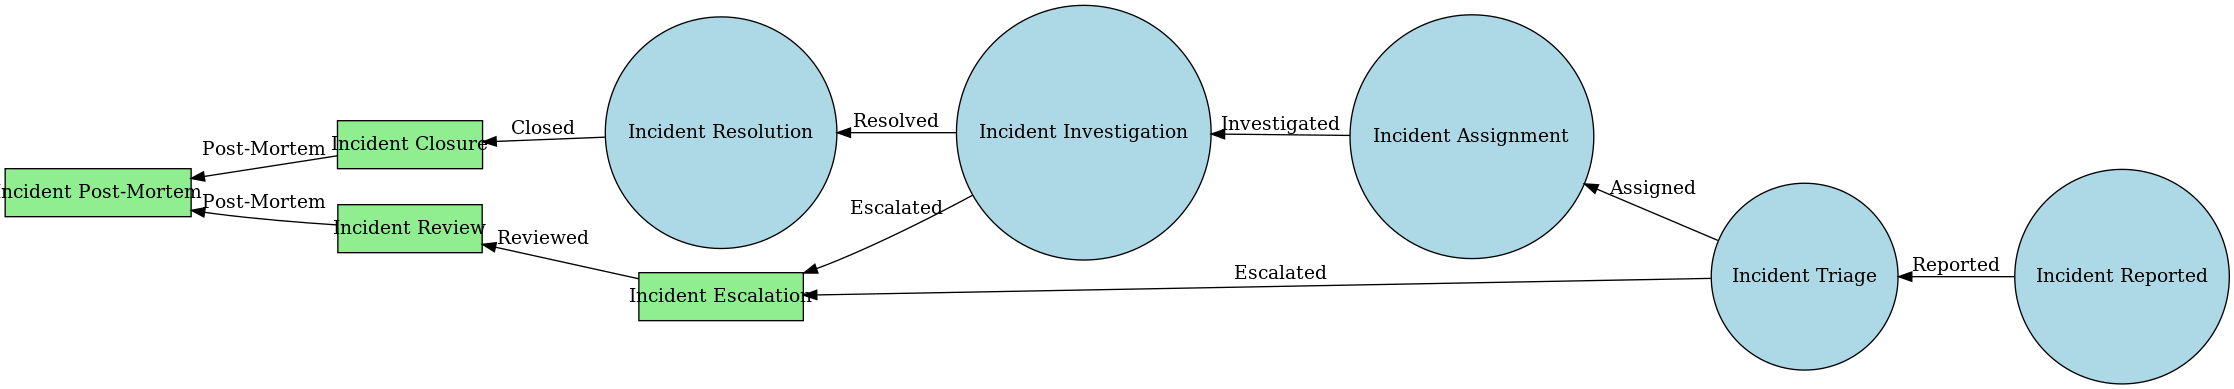 Incident Resolution
Incident Investigation
Incident Assignment
Incident Closure
Closed
Resolved
Investigated
Post-Mortem
Incident Post-Mortem
Post-Mortem
Assigned
Escalated
Incident Review
Reviewed
Reported
Escalated
Incident Triage
Incident Reported
Incident Escalation